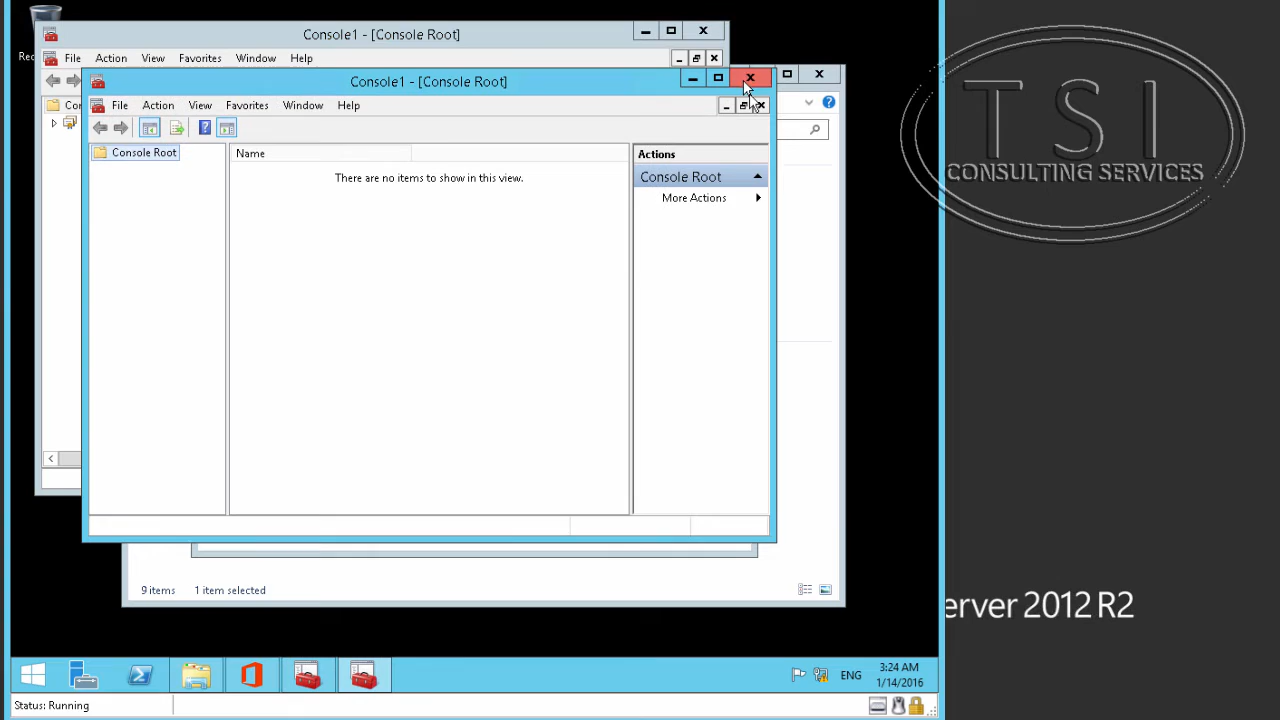 Console1 - [Console Root]
File Action View Favorites Window Help
Console1 - [Console Root]
File Action View Favorites Window Help
Console Root
Name
There are no items to show in this view.
Actions
Console Root
More Actions
9 items 1 item selected
ENG
3:24 AM
1/14/2016
Status: Running
TSI
CONSULTING SERVICES
erver 2012 R2